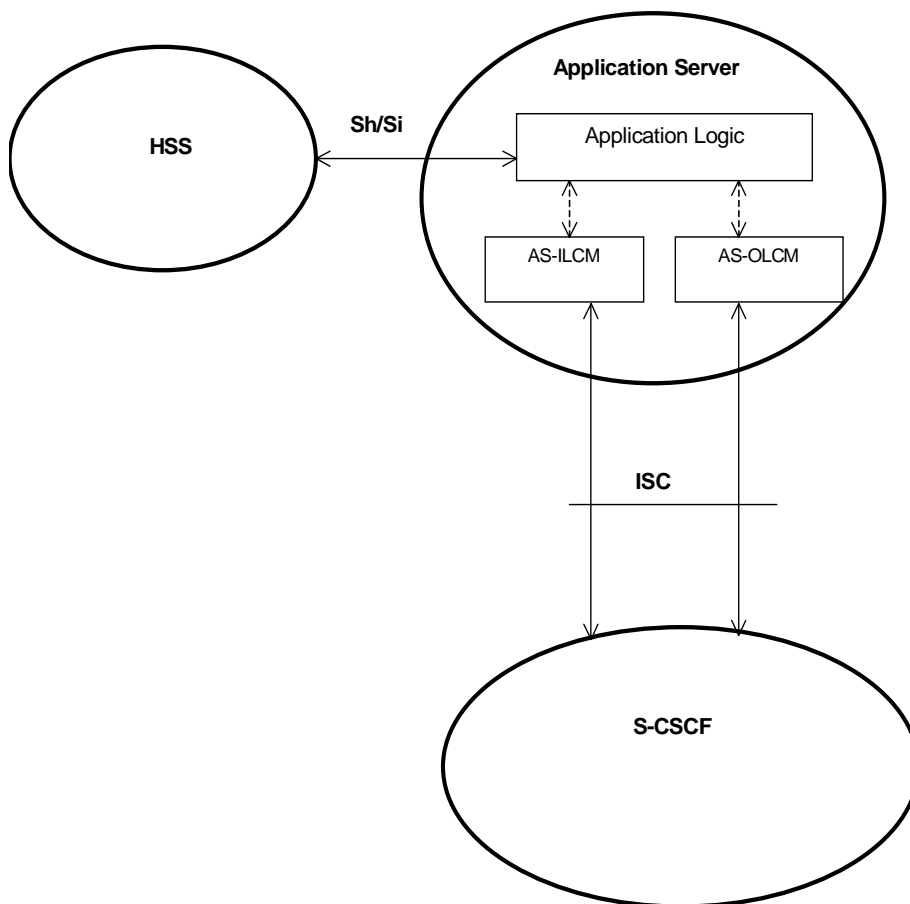 Application Server
Sh/Si
HSS
Application Logic
AS-ILCM
AS-OLCM
ISC
S-CSCF